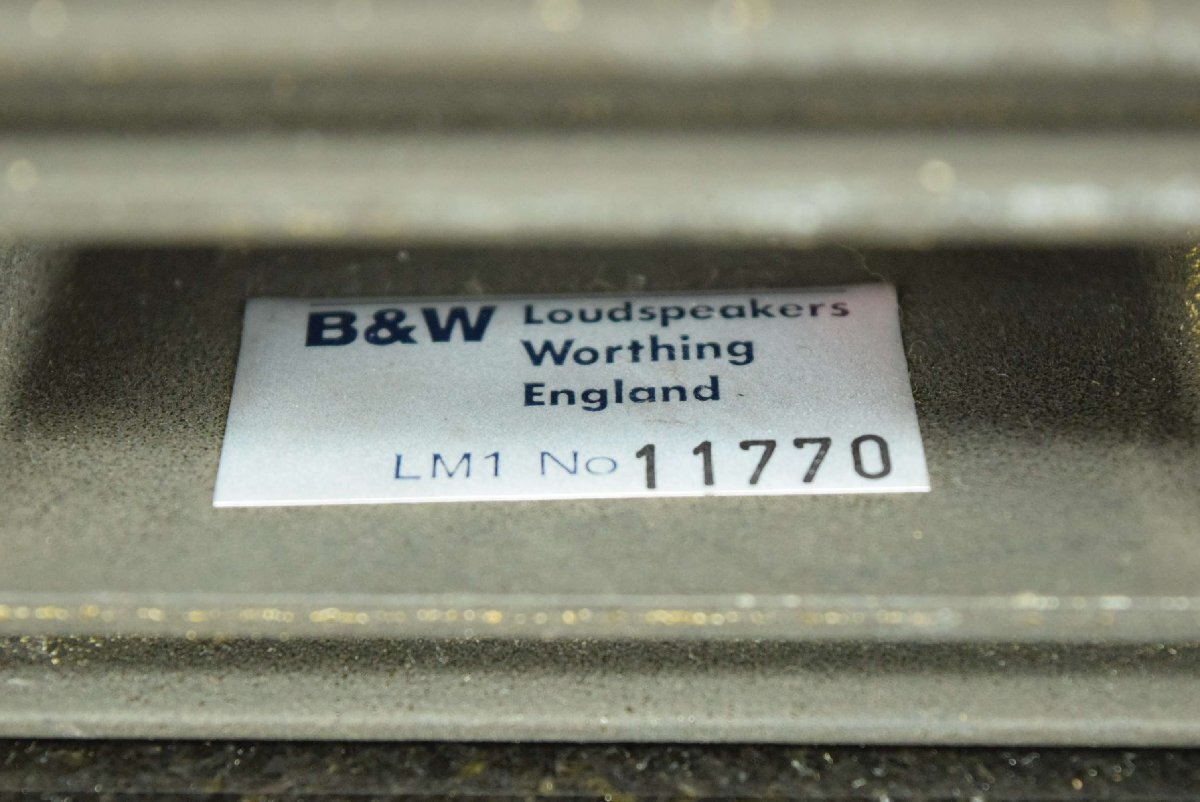 B&W Loudspeakers
Worthing
England
LM1 No 11770